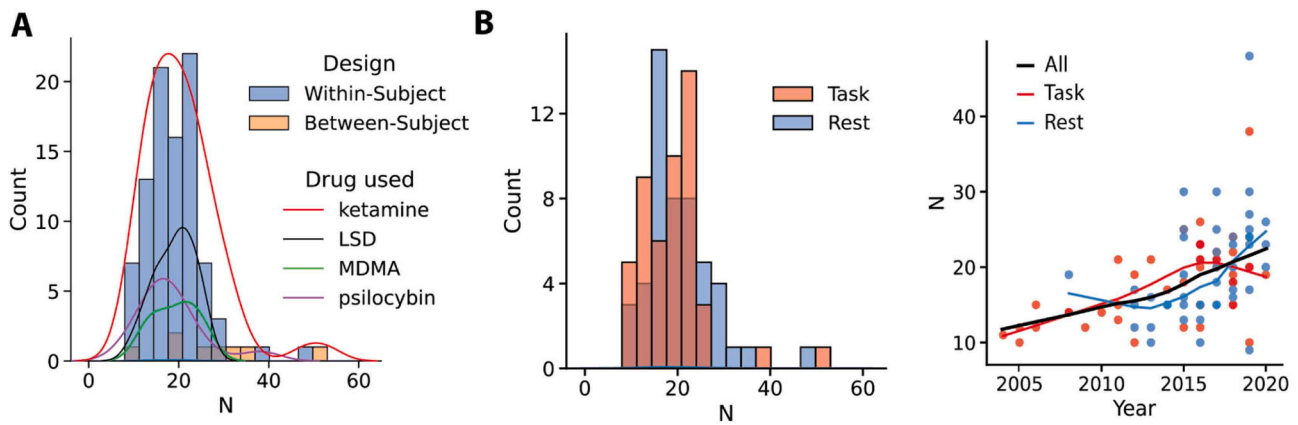 A
Count
20
15
10
5
0
0
20
40
60
N
Design
Within-Subject
Between-Subject
Drug used
ketamine
LSD
MDMA
psilocybin
B
Count
12
8
4
0
0
20
40
60
N
Task
Rest
N
40
30
20
10
2005
2010
2015
2020
Year
All
Task
Rest